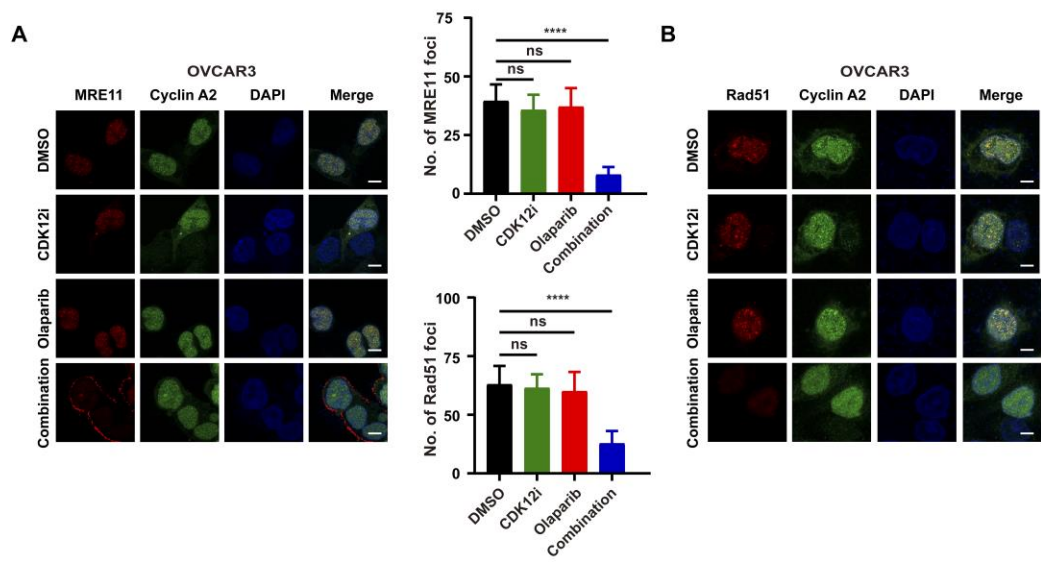 A
OVCAR3
MRE11 Cyclin A2 DAPI Merge
DMSO
CDK12i
Olaparib
Combination
No. of MRE11 foci
75
50
25
0
****
ns
ns
DMSO
CDK12i
Olaparib
Combination
No. of Rad51 foci
100
75
50
0
****
ns
ns
DMSO
CDK12i
Olaparib
Combination
B
OVCAR3
Rad51 Cyclin A2 DAPI Merge
DMSO
CDK12i
Olaparib
Combination